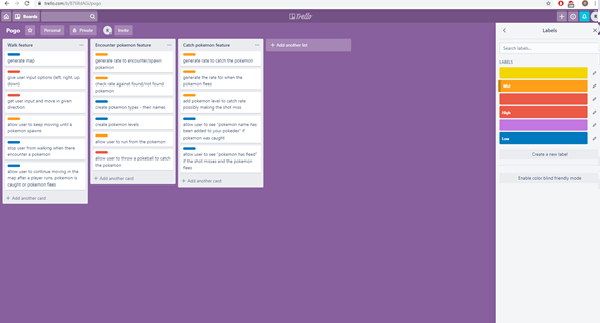 trello.com/b/
Boards
Trello
Pogo
Personal
Private
Invite
Walk feature
generate map
give user input options (left, right, up,
down)
get user input and move in given
direction
allow user to keep moving until a
pokemon spawns
stop user from walking when there
encounter a pokemon
allow user to continue moving in the
map after a player runs, pokemon is
caught or pokemon flees
+ Add another card
Encounter pokemon feature
generate rate to encounter/spawn
pokemon
check rate against found/not found
pokemon
create pokemon types - their names
create pokemon levels
allow user to run from the pokemon
allow user to throw a pokeball to catch
the pokemon
+ Add another card
Catch pokemon feature
generate rate to catch the pokemon
generate the rate for when the
pokemon flees
add pokemon level to catch rate
possibly making the shot miss
allow user to see "pokemon name has
been added to your pokedex" if
pokemon was caught
allow user to see "pokemon has fleed"
if the shot misses and the pokemon
flees
+ Add another card
+ Add another list
Labels
Search labels...
LABELS
High
Low
Create a new label
Enable color blind friendly mode